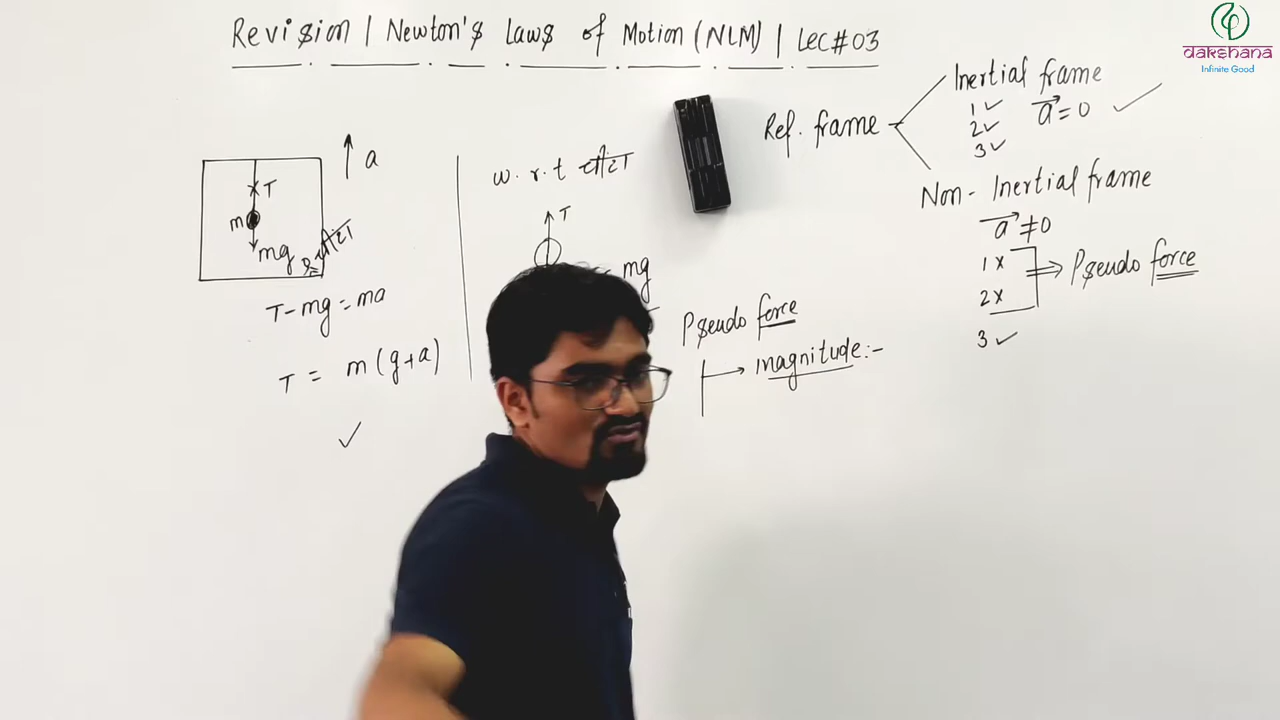 Revision | Newton's Laws of Motion (NLM) | Lec#03
dakshana
Infinite Good
a
T
m
mg
T - mg = ma
T = m(g+a)
w.r.t चींटी
T
mg
Ref. frame
Inertial frame
1 ✓ a⃗ = 0 ✓
2 ✓
3 ✓
Non - Inertial frame
a⃗ ≠ 0
1 x
2 x
⇒ Pseudo force
3 ✓
Pseudo force
→ magnitude:-